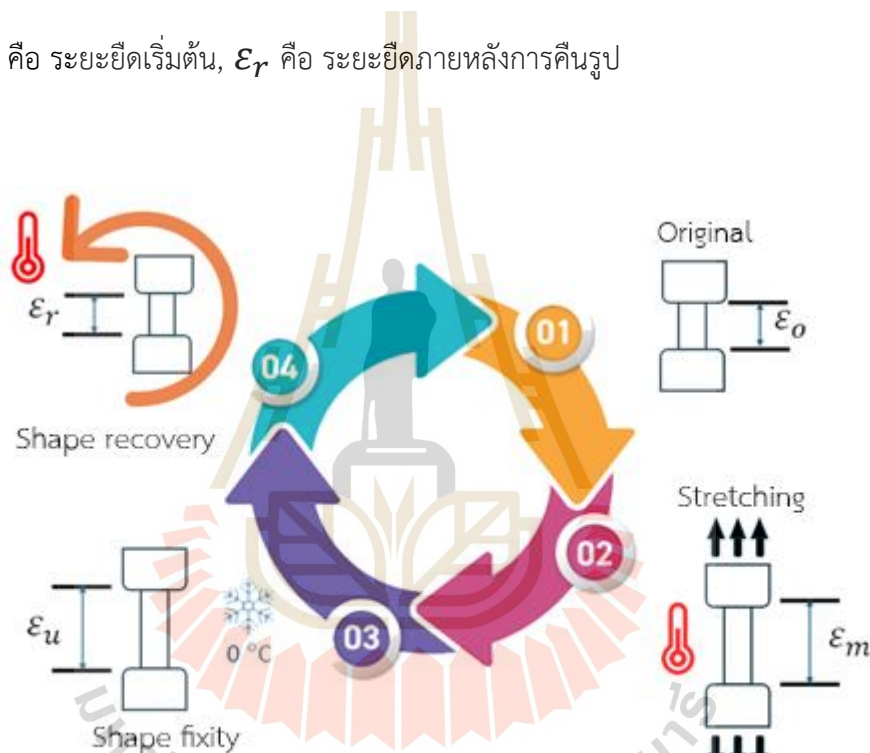 คือ ระยะยืดเริ่มต้น, εr คือ ระยะยืดภายหลังการคืนรูป
Original
01
εo
04
εr
Shape recovery
Stretching
02
εm
03
εu
0 °C
Shape fixity